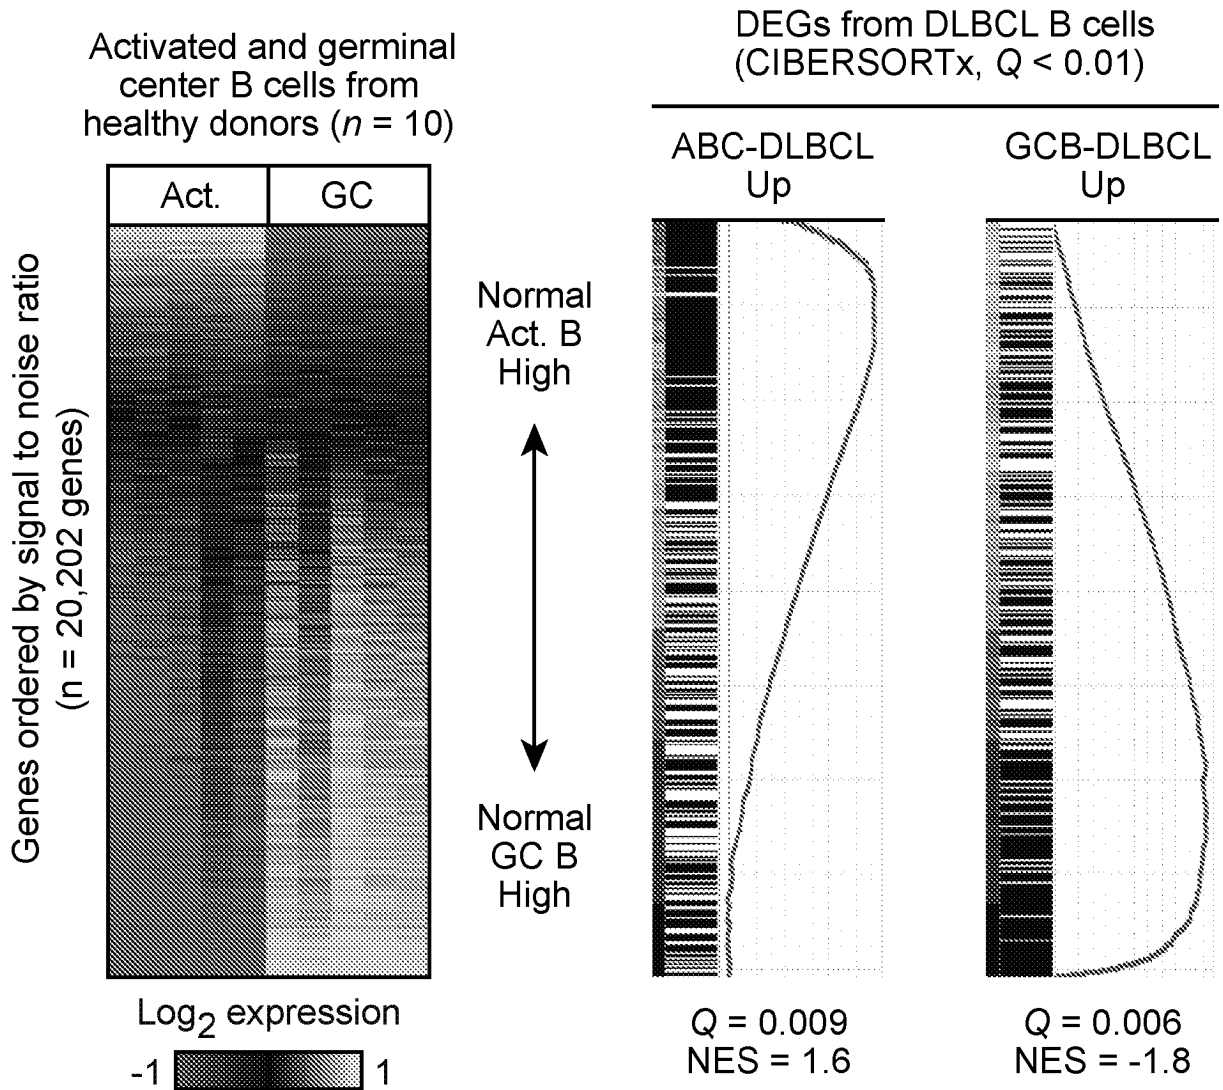 Activated and germinal
center B cells from
healthy donors (n = 10)
Act.
GC
Genes ordered by signal to noise ratio
(n = 20,202 genes)
Log2 expression
-1
1
Normal
Act. B
High
Normal
GC B
High
DEGs from DLBCL B cells
(CIBERSORTx, Q < 0.01)
ABC-DLBCL
Up
GCB-DLBCL
Up
Q = 0.009
NES = 1.6
Q = 0.006
NES = -1.8